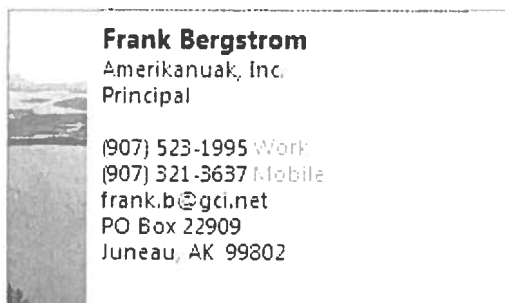 Frank Bergstrom
Amerikanuak, Inc.
Principal
(907) 523-1995 Work
(907) 321-3637 Mobile
frank.b@gci.net
PO Box 22909
Juneau, AK 99802